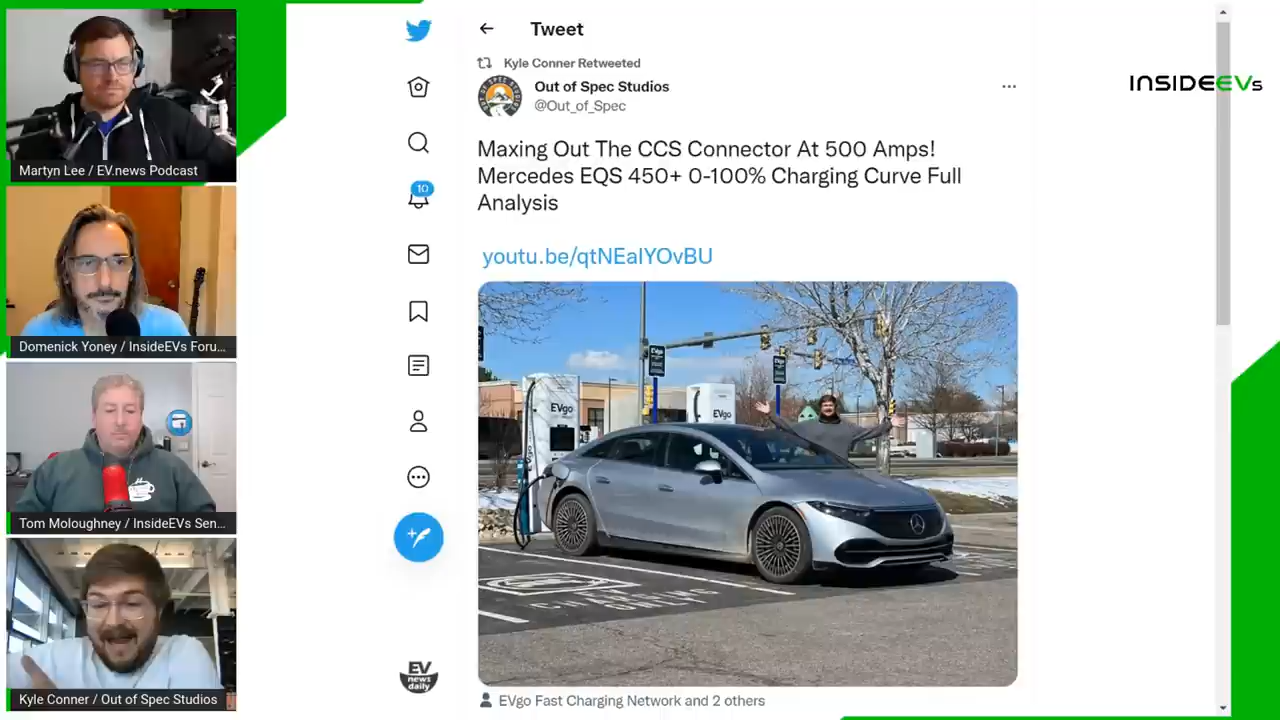 Martyn Lee / EV.news Podcast
Domenick Yoney / InsideEVs Foru...
Tom Moloughney / InsideEVs Sen...
Kyle Conner / Out of Spec Studios
10
EV
news
daily
Tweet
Kyle Conner Retweeted
Out of Spec Studios
@Out_of_Spec
Maxing Out The CCS Connector At 500 Amps!
Mercedes EQS 450+ 0-100% Charging Curve Full
Analysis
youtu.be/qtNEalYOvBU
EVgo
EVgo
CHARGING
ONLY
EVgo Fast Charging Network and 2 others
INSIDEEVs